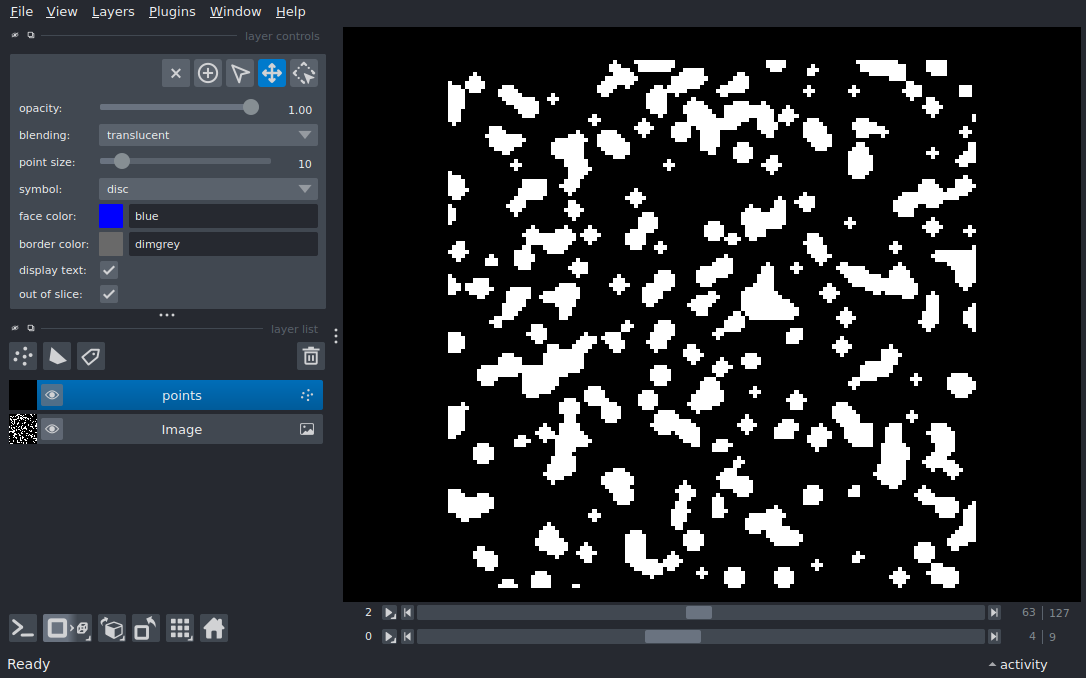 File View Layers Plugins Window Help
layer controls
opacity: 1.00
blending: translucent
point size: 10
symbol: disc
face color: blue
border color: dimgrey
display text:
out of slice:
layer list
points
Image
2 63 127
0 4 9
Ready activity